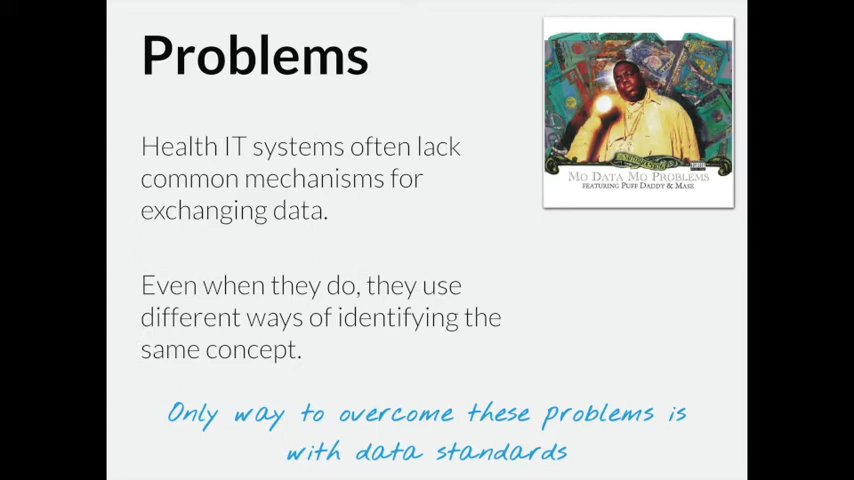 Problems
Health IT systems often lack
common mechanisms for
exchanging data.
Even when they do, they use
different ways of identifying the
same concept.
Only way to overcome these problems is
with data standards
MO DATA MO PROBLEMS
FEATURING PUFF DADDY & MASE